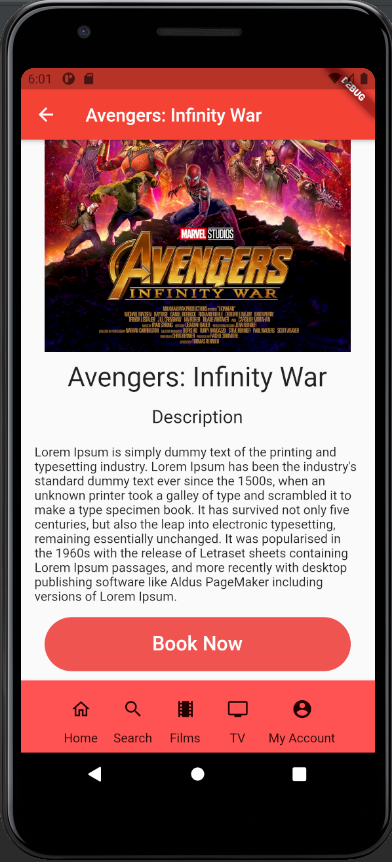 6:01
DEBUG
Avengers: Infinity War
MARVEL STUDIOS
AVENGERS
INFINITY WAR
Avengers: Infinity War
Description
Lorem Ipsum is simply dummy text of the printing and
typesetting industry. Lorem Ipsum has been the industry's
standard dummy text ever since the 1500s, when an
unknown printer took a galley of type and scrambled it to
make a type specimen book. It has survived not only five
centuries, but also the leap into electronic typesetting,
remaining essentially unchanged. It was popularised in
the 1960s with the release of Letraset sheets containing
Lorem Ipsum passages, and more recently with desktop
publishing software like Aldus PageMaker including
versions of Lorem Ipsum.
Book Now
Home Search Films TV My Account